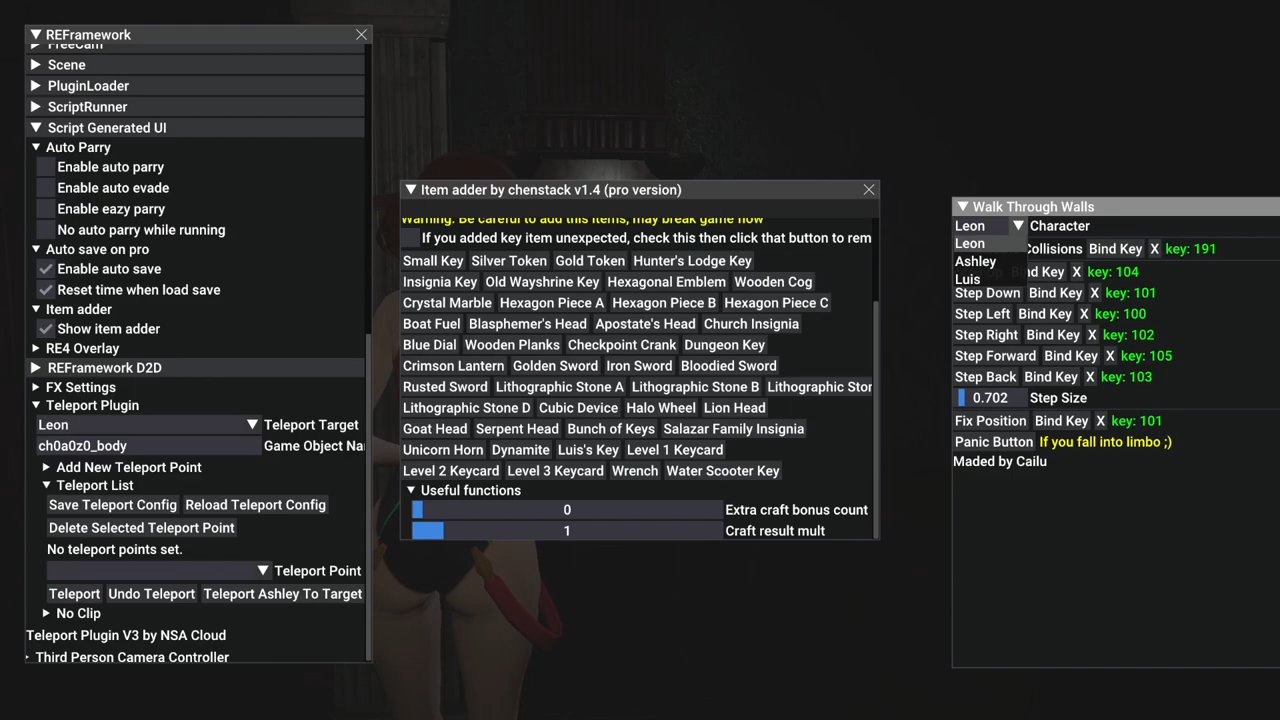 REFramework
FreeCam
Scene
PluginLoader
ScriptRunner
Script Generated UI
Auto Parry
Enable auto parry
Enable auto evade
Enable eazy parry
No auto parry while running
Auto save on pro
Enable auto save
Reset time when load save
Item adder
Show item adder
RE4 Overlay
REFramework D2D
FX Settings
Teleport Plugin
Leon Teleport Target
ch0a0z0_body Game Object Na
Add New Teleport Point
Teleport List
Save Teleport Config Reload Teleport Config
Delete Selected Teleport Point
No teleport points set.
Teleport Point
Teleport Undo Teleport Teleport Ashley To Target
No Clip
Teleport Plugin V3 by NSA Cloud
Third Person Camera Controller
Item adder by chenstack v1.4 (pro version)
Warning: Be careful to add this items, may break game flow
If you added key item unexpected, check this then click that button to rem
Small Key Silver Token Gold Token Hunter's Lodge Key
Insignia Key Old Wayshrine Key Hexagonal Emblem Wooden Cog
Crystal Marble Hexagon Piece A Hexagon Piece B Hexagon Piece C
Boat Fuel Blasphemer's Head Apostate's Head Church Insignia
Blue Dial Wooden Planks Checkpoint Crank Dungeon Key
Crimson Lantern Golden Sword Iron Sword Bloodied Sword
Rusted Sword Lithographic Stone A Lithographic Stone B Lithographic Stor
Lithographic Stone D Cubic Device Halo Wheel Lion Head
Goat Head Serpent Head Bunch of Keys Salazar Family Insignia
Unicorn Horn Dynamite Luis's Key Level 1 Keycard
Level 2 Keycard Level 3 Keycard Wrench Water Scooter Key
Useful functions
0 Extra craft bonus count
1 Craft result mult
Walk Through Walls
Leon Character
Leon
Ashley
Luis
Collisions Bind Key X key: 191
Bind Key X key: 104
Step Down Bind Key X key: 101
Step Left Bind Key X key: 100
Step Right Bind Key X key: 102
Step Forward Bind Key X key: 105
Step Back Bind Key X key: 103
0.702 Step Size
Fix Position Bind Key X key: 101
Panic Button If you fall into limbo ;)
Maded by Cailu